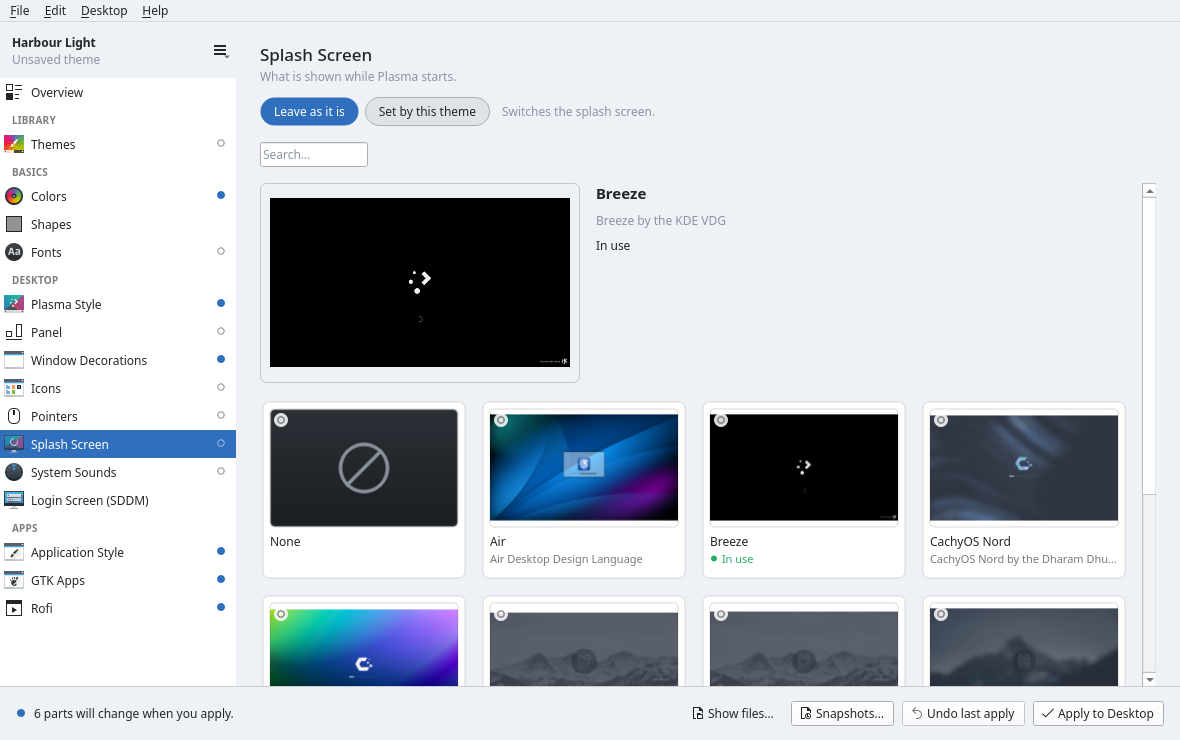 File Edit Desktop Help
Harbour Light
Unsaved theme
Overview
LIBRARY
Themes
BASICS
Colors
Shapes
Aa Fonts
DESKTOP
Plasma Style
Panel
Window Decorations
Icons
Pointers
Splash Screen
System Sounds
Login Screen (SDDM)
APPS
Application Style
GTK Apps
Rofi
Splash Screen
What is shown while Plasma starts.
Leave as it is Set by this theme Switches the splash screen.
Search...
Breeze
Breeze by the KDE VDG
In use
None
Air
Air Desktop Design Language
Breeze
In use
CachyOS Nord
CachyOS Nord by the Dharam Dhu...
6 parts will change when you apply.
Show files... Snapshots... Undo last apply Apply to Desktop